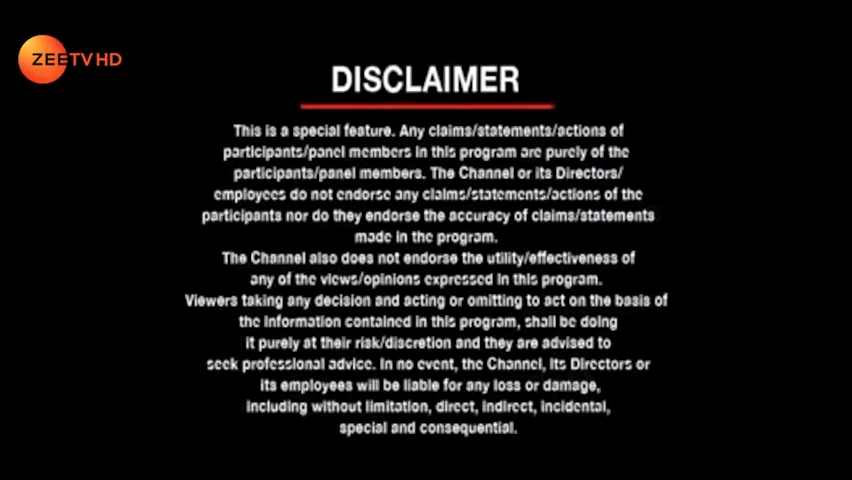 ZEETVHD
DISCLAIMER
This is a special feature. Any claims/statements/actions of
participants/panel members in this program are purely of the
participants/panel members. The Channel or its Directors/
employees do not endorse any claims/statements/actions of the
participants nor do they endorse the accuracy of claims/statements
made in the program.
The Channel also does not endorse the utility/effectiveness of
any of the views/opinions expressed in this program.
Viewers taking any decision and acting or omitting to act on the basis of
the information contained in this program, shall be doing
it purely at their risk/discretion and they are advised to
seek professional advice. In no event, the Channel, its Directors or
its employees will be liable for any loss or damage,
including without limitation, direct, indirect, incidental,
special and consequential.